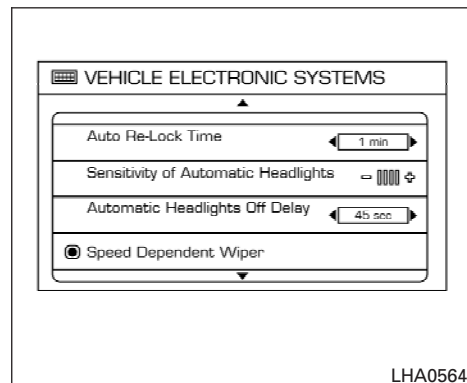 VEHICLE ELECTRONIC SYSTEMS
Auto Re-Lock Time 1 min
Sensitivity of Automatic Headlights - +
Automatic Headlights Off Delay 45 sec
Speed Dependent Wiper
LHA0564